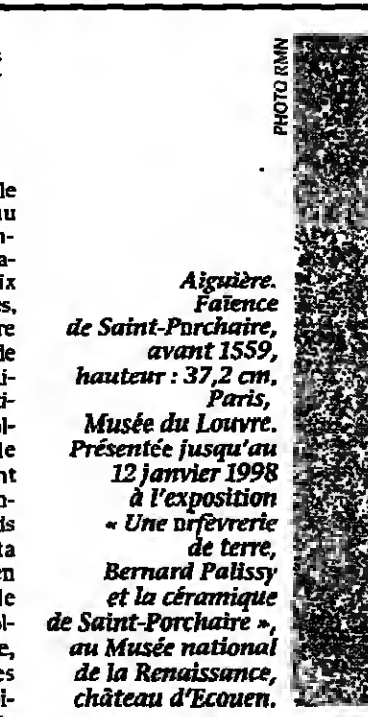 PHOTO RMN
Aiguière.
Faïence
de Saint-Pnrchaire,
avant 1559,
hauteur : 37,2 cm,
Paris,
Musée du Louvre.
Présentée jusqu'au
12 janvier 1998
à l'exposition
« Une nrfèvrerie
de terre,
Bernard Palissy
et la céramique
de Saint-Porchaire »,
au Musée national
de la Renaissance,
château d'Ecouen.